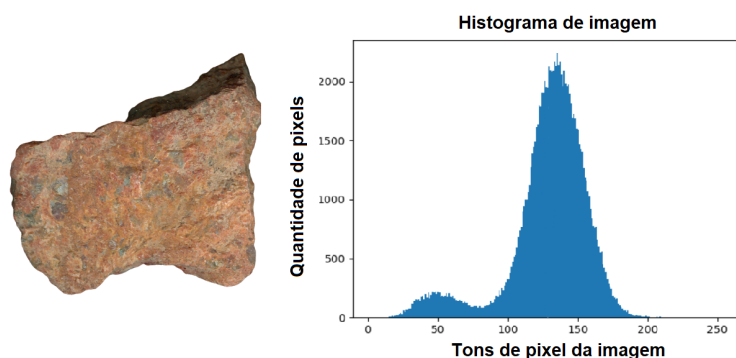 Histograma de imagem
Quantidade de pixels
2000
1500
1000
500
0
0 50 100 150 200 250
Tons de pixel da imagem